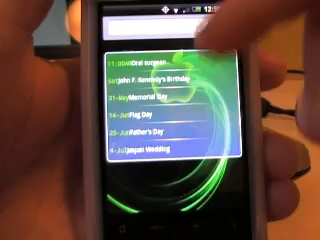 11:00AM Oral surgeon
Sat John F. Kennedy's Birthday
31-May Memorial Day
14-Jun Flag Day
20-Jun Father's Day
4-Jul Jaspan Wedding